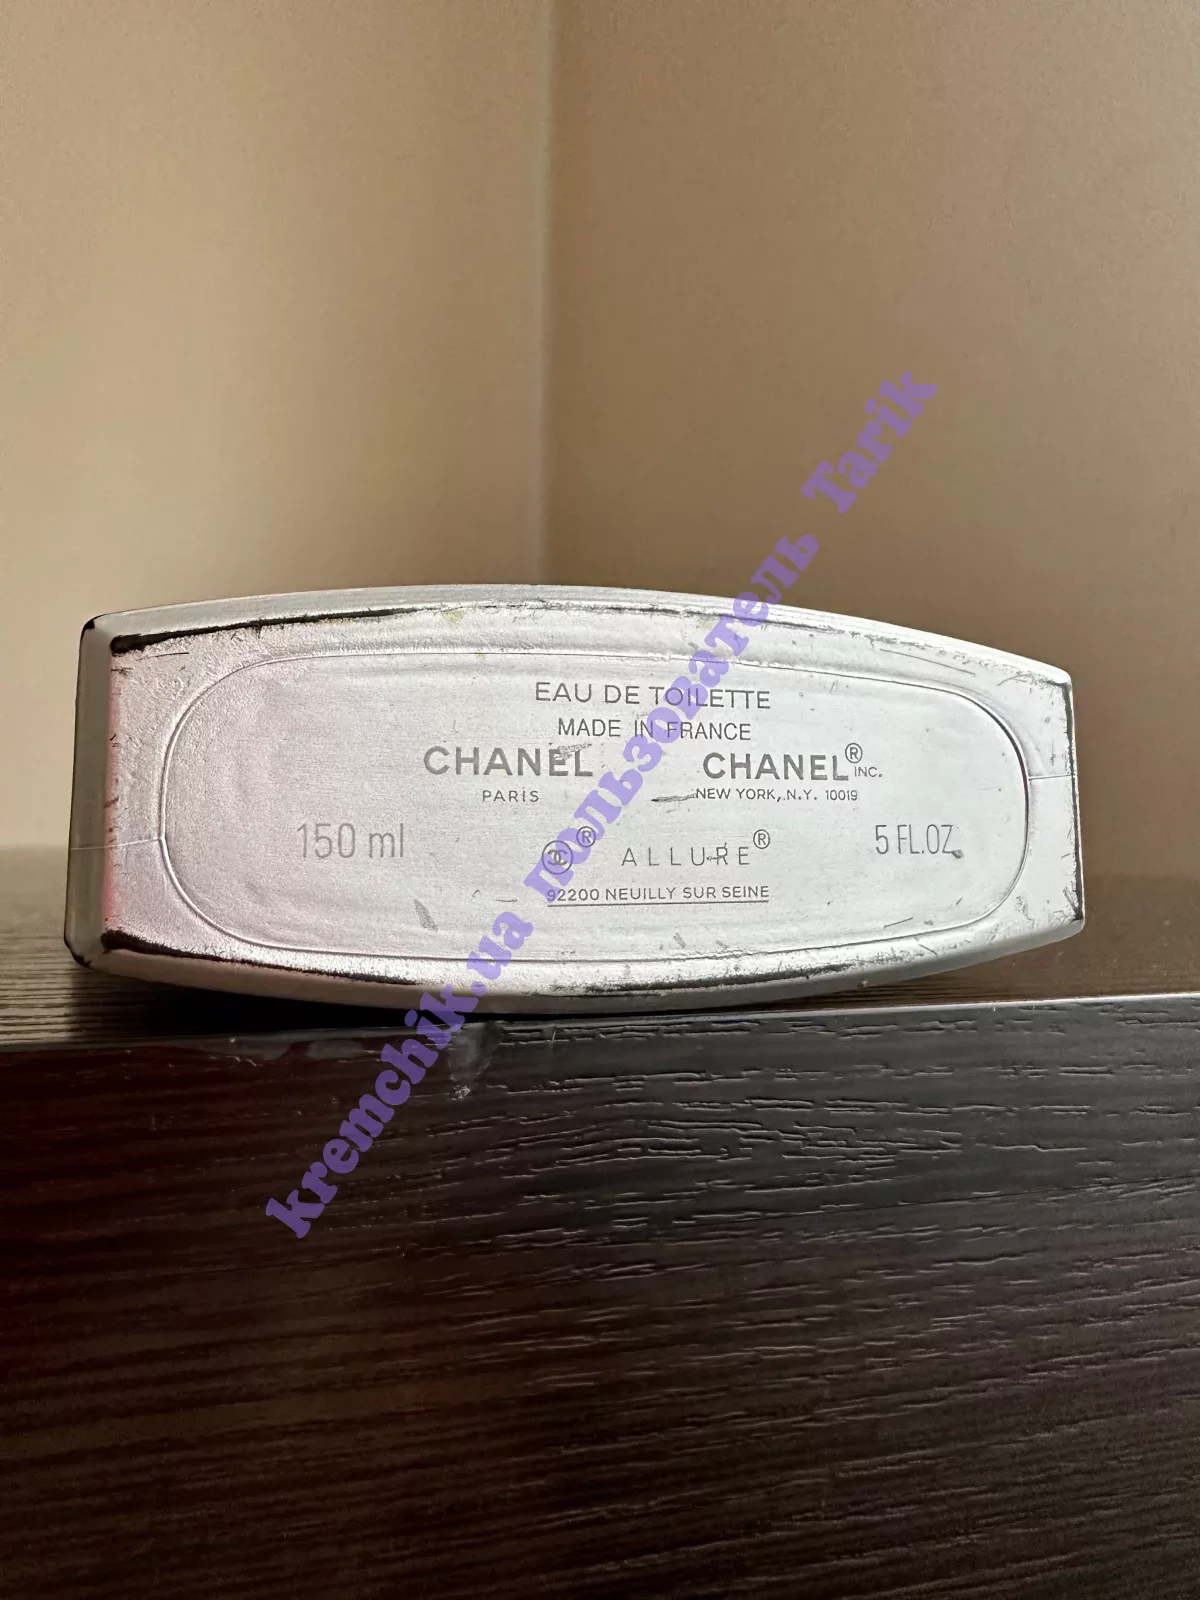 EAU DE TOILETTE
MADE IN FRANCE
CHANEL CHANEL® INC.
PARIS NEW YORK, N.Y. 10019
150 ml ® ALLURE® 5 FL.OZ.
92200 NEUILLY SUR SEINE
kremchik.ua пользователь Tarik